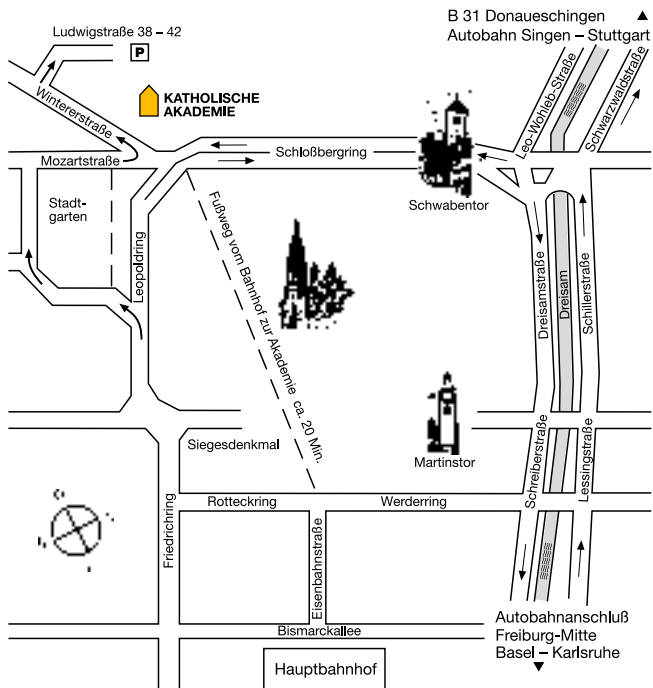 B 31 Donaueschingen
Autobahn Singen – Stuttgart
Ludwigstraße 38 – 42
P
KATHOLISCHE
AKADEMIE
Wintererstraße
Leo-Wohleb-Straße
Schwarzwaldstraße
Mozartstraße
Schloßbergring
Stadt-
garten
Schwabentor
Leopoldring
Fußweg vom Bahnhof zur Akademie ca. 20 Min.
Dreisamstraße
Dreisam
Schillerstraße
Siegesdenkmal
Martinstor
Schreiberstraße
Lessingstraße
Rotteckring
Werderring
Friedrichring
Eisenbahnstraße
Bismarckallee
Hauptbahnhof
Autobahnanschluß
Freiburg-Mitte
Basel – Karlsruhe